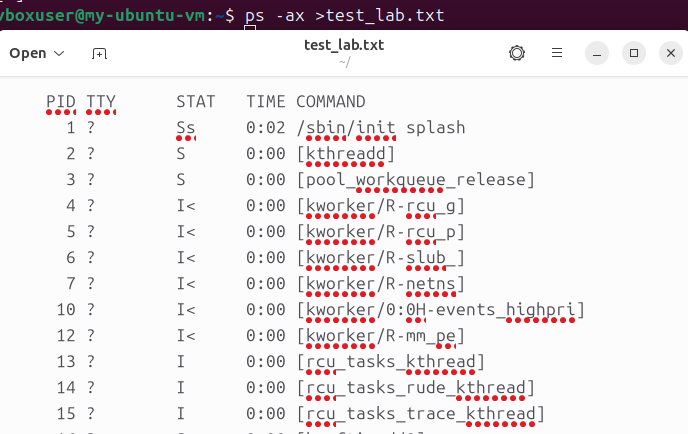 vboxuser@my-ubuntu-vm:~$ ps -ax >test_lab.txt
Open
test_lab.txt
~/
PID TTY STAT TIME COMMAND
1 ? Ss 0:02 /sbin/init splash
2 ? S 0:00 [kthreadd]
3 ? S 0:00 [pool_workqueue_release]
4 ? I< 0:00 [kworker/R-rcu_g]
5 ? I< 0:00 [kworker/R-rcu_p]
6 ? I< 0:00 [kworker/R-slub_]
7 ? I< 0:00 [kworker/R-netns]
10 ? I< 0:00 [kworker/0:0H-events_highpri]
12 ? I< 0:00 [kworker/R-mm_pe]
13 ? I 0:00 [rcu_tasks_kthread]
14 ? I 0:00 [rcu_tasks_rude_kthread]
15 ? I 0:00 [rcu_tasks_trace_kthread]